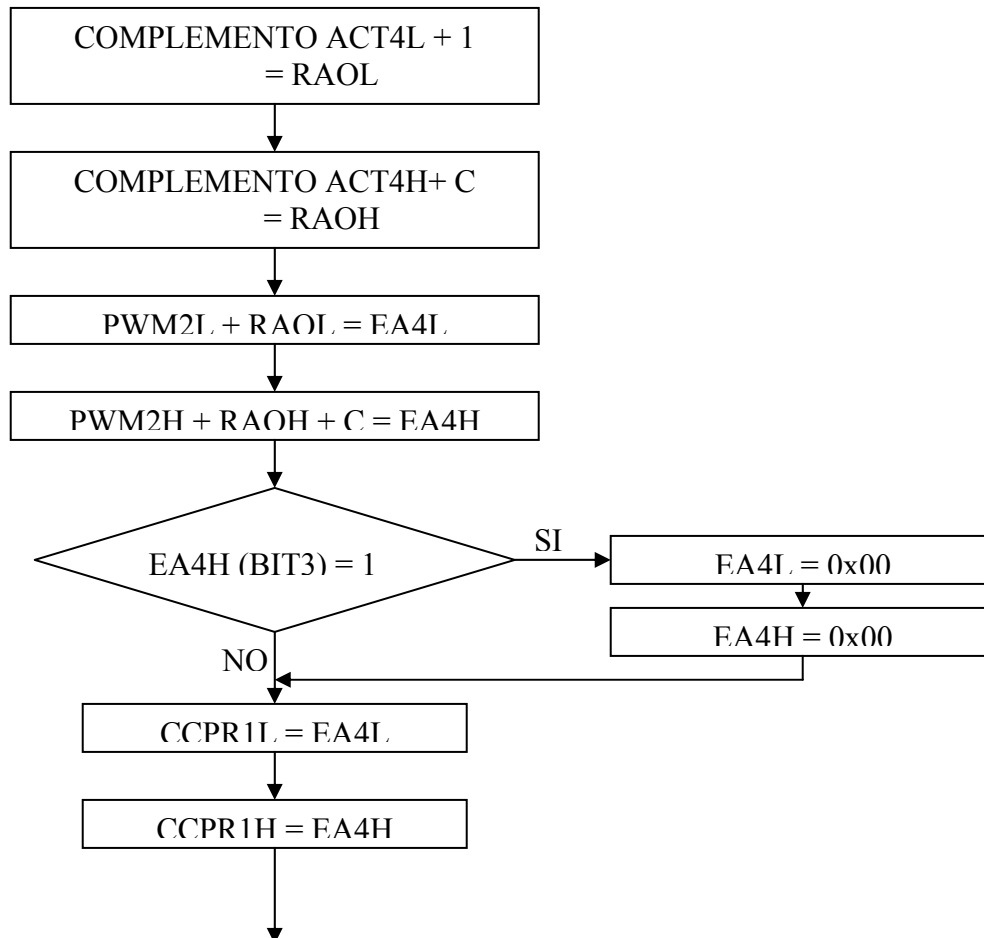 COMPLEMENTO ACT4L + 1
= RAOL
COMPLEMENTO ACT4H+ C
= RAOH
PWM2L + RAOL = EA4L
PWM2H + RAOH + C = EA4H
EA4H (BIT3) = 1
SI
EA4L = 0x00
EA4H = 0x00
NO
CCPR1L = EA4L
CCPR1H = EA4H